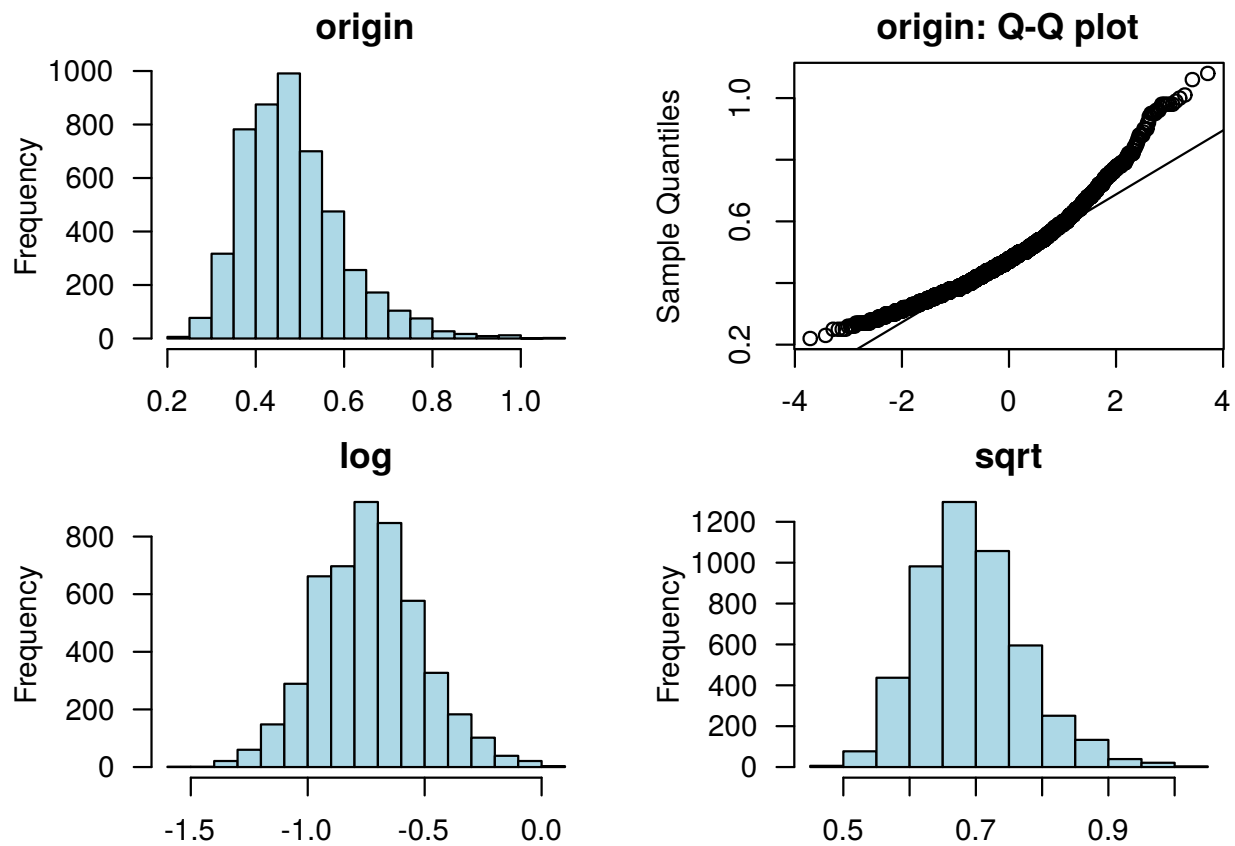 origin
Frequency
0 200 400 600 800 1000
0.2 0.4 0.6 0.8 1.0
origin: Q-Q plot
Sample Quantiles
0.2 0.6 1.0
-4 -2 0 2 4
log
Frequency
0 200 400 600 800
-1.5 -1.0 -0.5 0.0
sqrt
Frequency
0 200 400 600 800 1000 1200
0.5 0.7 0.9